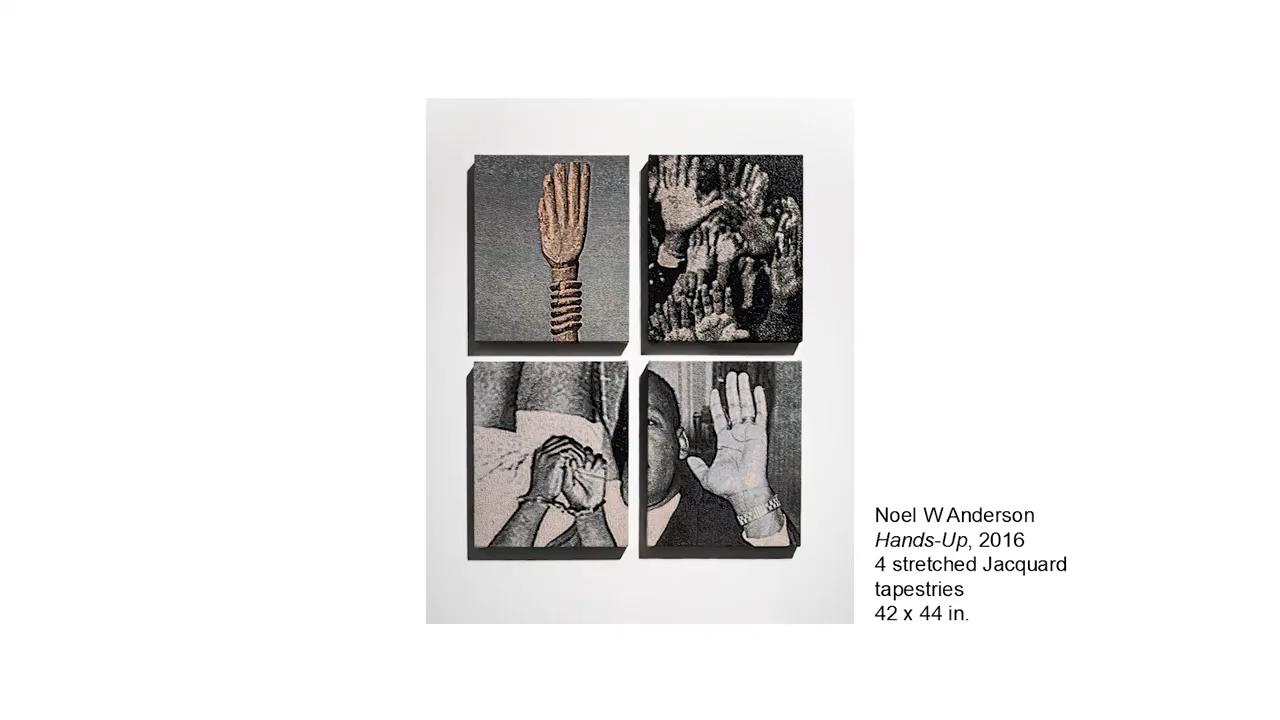 Noel W Anderson
Hands-Up, 2016
4 stretched Jacquard
tapestries
42 x 44 in.